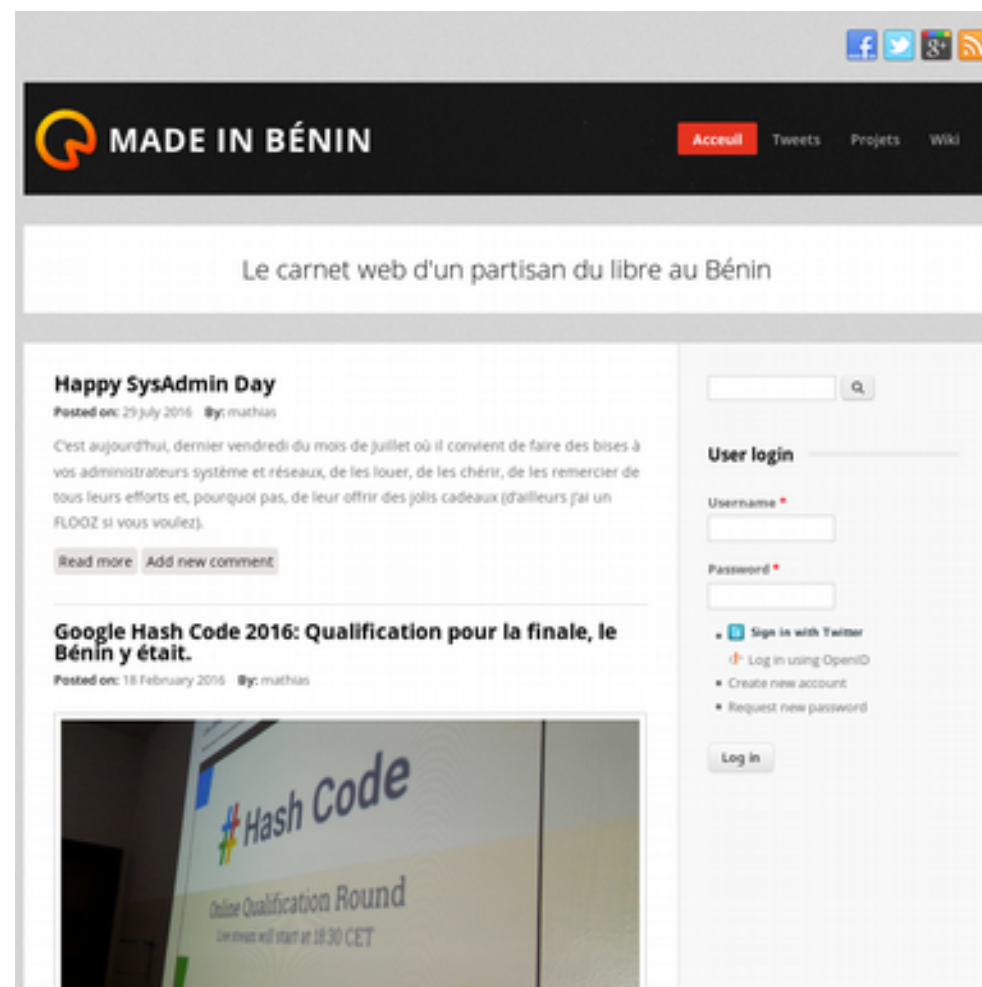 MADE IN BÉNIN
Acceuil Tweets Projets Wiki
Le carnet web d'un partisan du libre au Bénin
Happy SysAdmin Day
Posted on: 29 July 2016 By: mathias
C'est aujourd'hui, dernier vendredi du mois de juillet où il convient de faire des bises à
vos administrateurs système et réseaux, de les louer, de les chérir, de les remercier de
tous leurs efforts et, pourquoi pas, de leur offrir des jolis cadeaux (d'ailleurs j'ai un
FLOOZ si vous voulez).
Read more Add new comment
Google Hash Code 2016: Qualification pour la finale, le
Bénin y était.
Posted on: 18 February 2016 By: mathias
#Hash Code
Online Qualification Round
Live stream will start at 18:30 CET
User login
Username *
Password *
Sign in with Twitter
Log in using OpenID
Create new account
Request new password
Log in